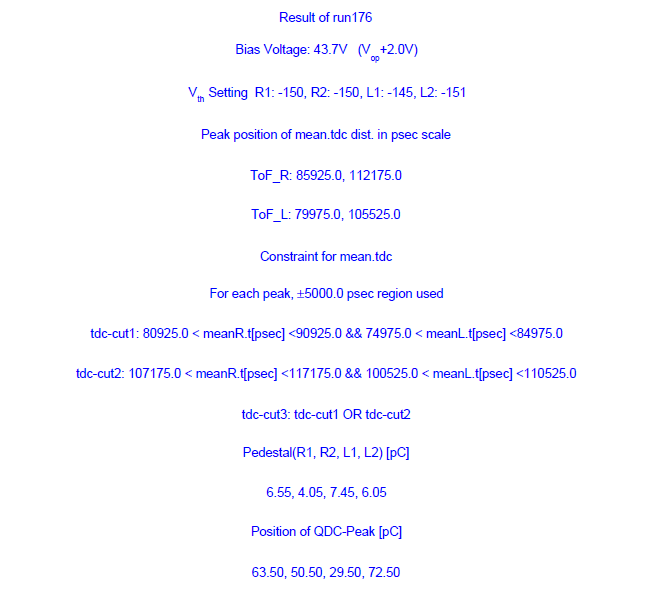 Result of run176
Bias Voltage: 43.7V (Vop+2.0V)
Vth Setting R1: -150, R2: -150, L1: -145, L2: -151
Peak position of mean.tdc dist. in psec scale
ToF_R: 85925.0, 112175.0
ToF_L: 79975.0, 105525.0
Constraint for mean.tdc
For each peak, ±5000.0 psec region used
tdc-cut1: 80925.0 < meanR.t[psec] <90925.0 && 74975.0 < meanL.t[psec] <84975.0
tdc-cut2: 107175.0 < meanR.t[psec] <117175.0 && 100525.0 < meanL.t[psec] <110525.0
tdc-cut3: tdc-cut1 OR tdc-cut2
Pedestal(R1, R2, L1, L2) [pC]
6.55, 4.05, 7.45, 6.05
Position of QDC-Peak [pC]
63.50, 50.50, 29.50, 72.50